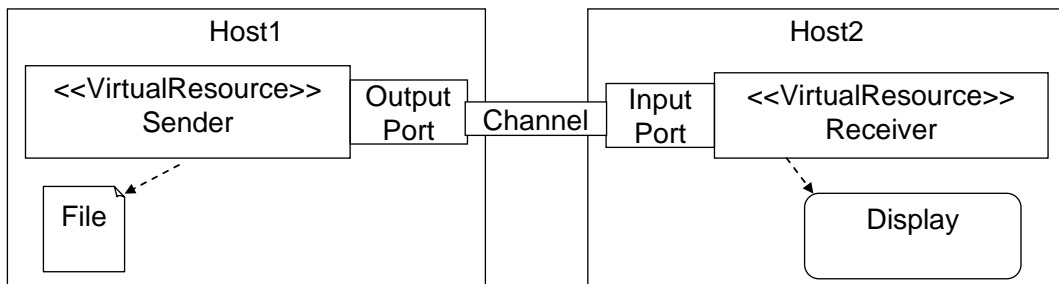 Host1
<<VirtualResource>>
Sender
Output
Port
File
Channel
Host2
Input
Port
<<VirtualResource>>
Receiver
Display